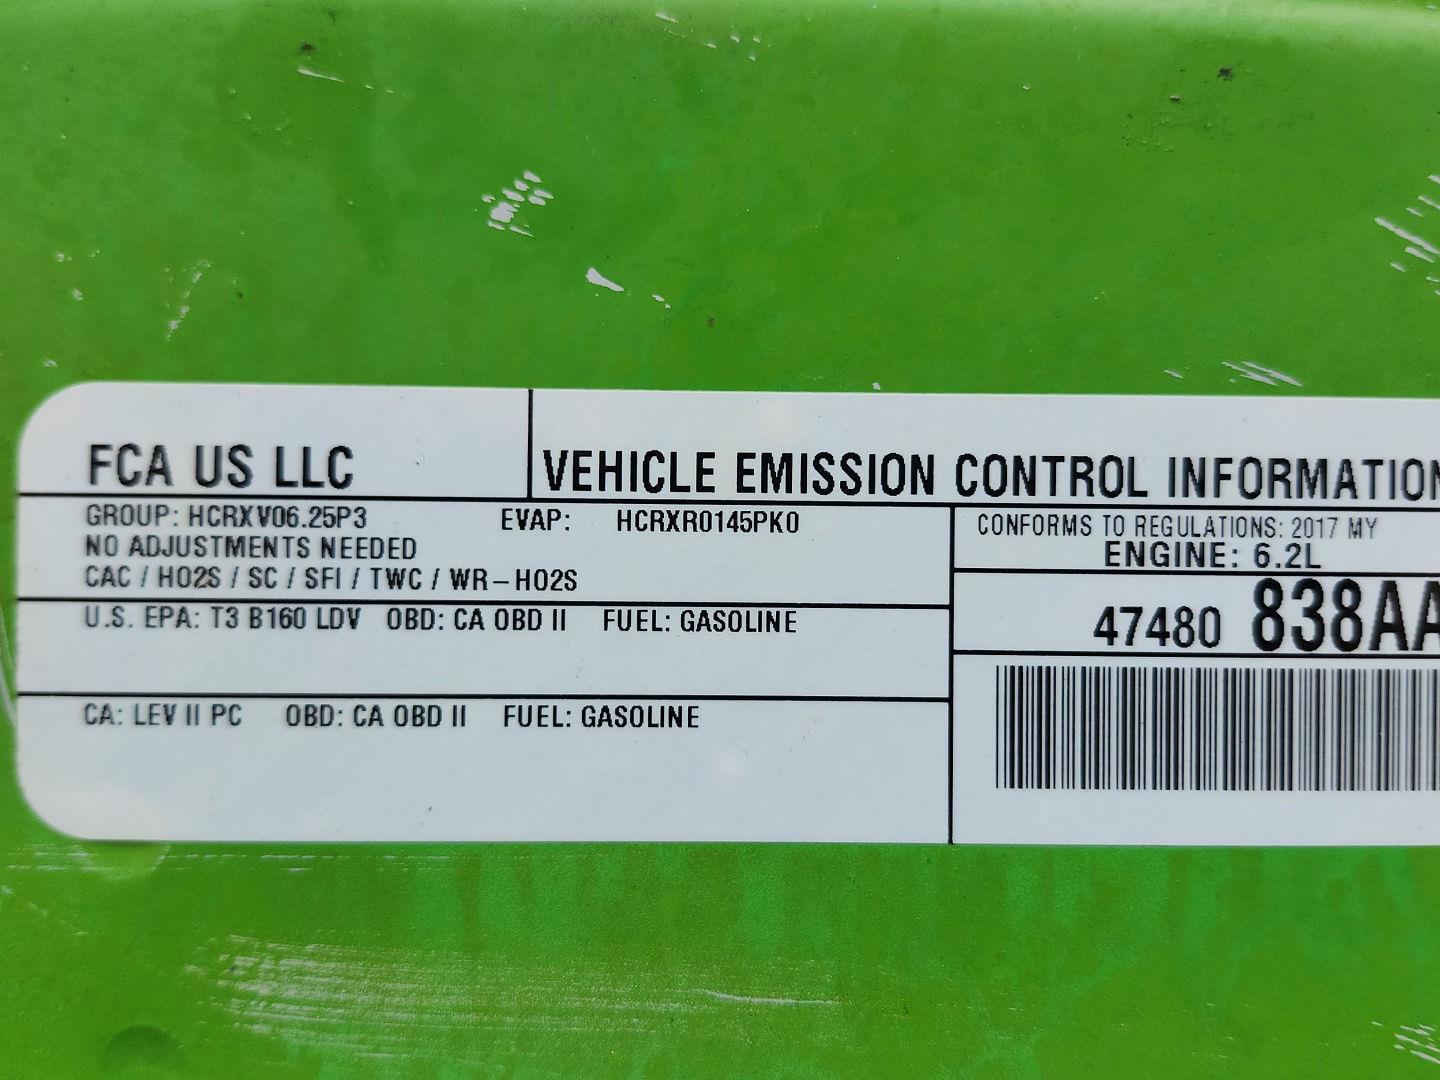 FCA US LLC
VEHICLE EMISSION CONTROL INFORMATION
GROUP: HCRXV06.25P3 EVAP: HCRXR0145PK0
NO ADJUSTMENTS NEEDED
CAC / HO2S / SC / SFI / TWC / WR-HO2S
CONFORMS TO REGULATIONS: 2017 MY
ENGINE: 6.2L
U.S. EPA: T3 B160 LDV OBD: CA OBD II FUEL: GASOLINE
47480 838AA
CA: LEV II PC OBD: CA OBD II FUEL: GASOLINE